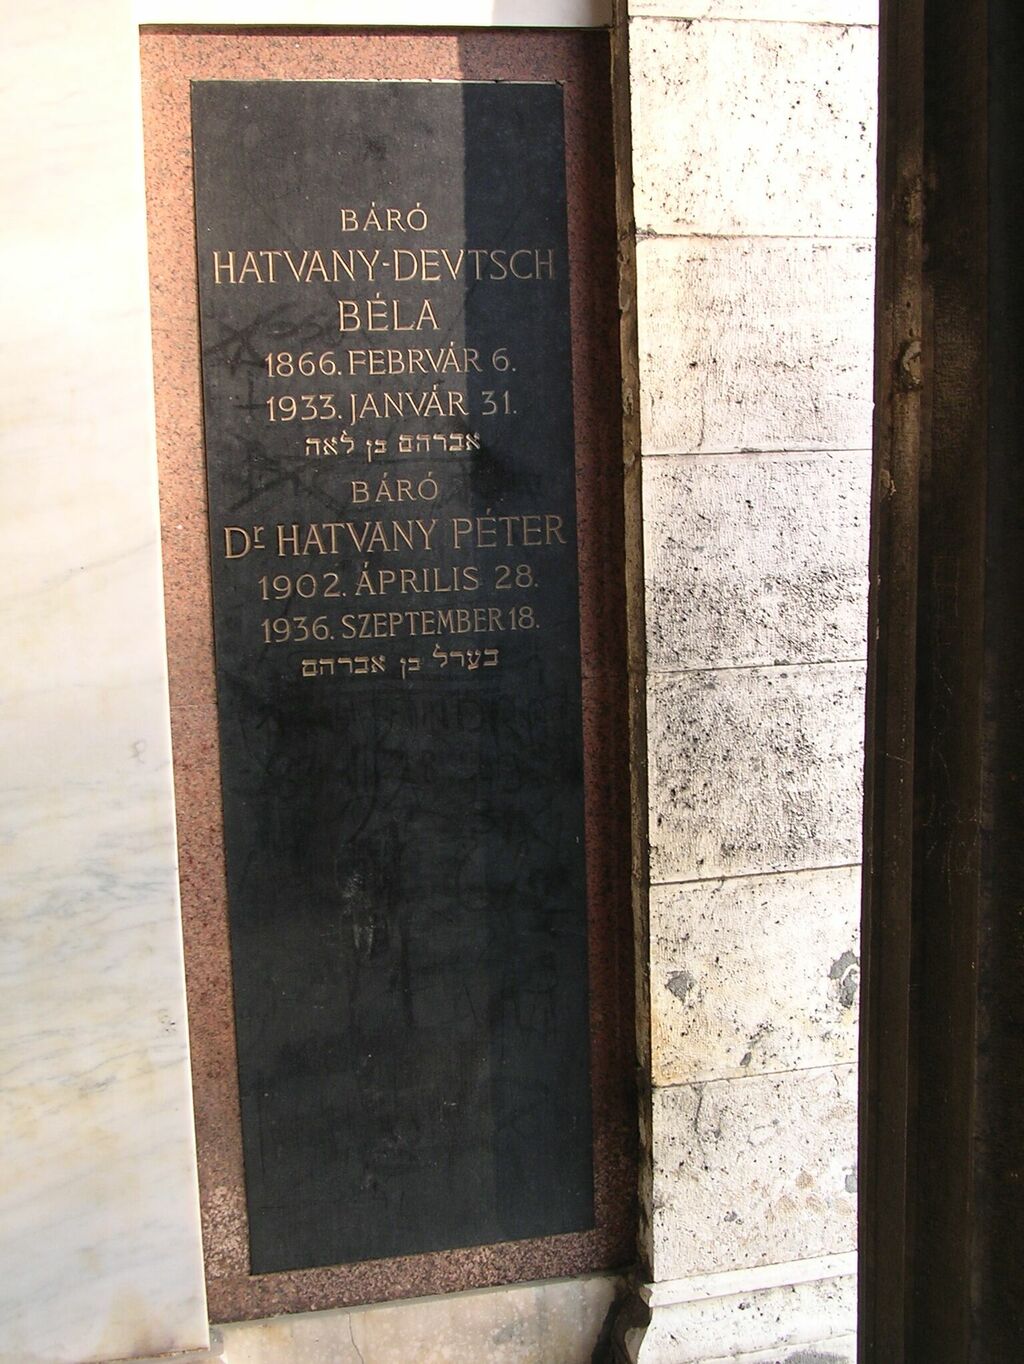 BÁRÓ
HATVANY-DEVTSCH
BÉLA
1866. FEBRVÁR 6.
1933. JANVÁR 31.
אברהם בן לאה
BÁRÓ
Dr HATVANY PÉTER
1902. ÁPRILIS 28.
1936. SZEPTEMBER 18.
בערל בן אברהם